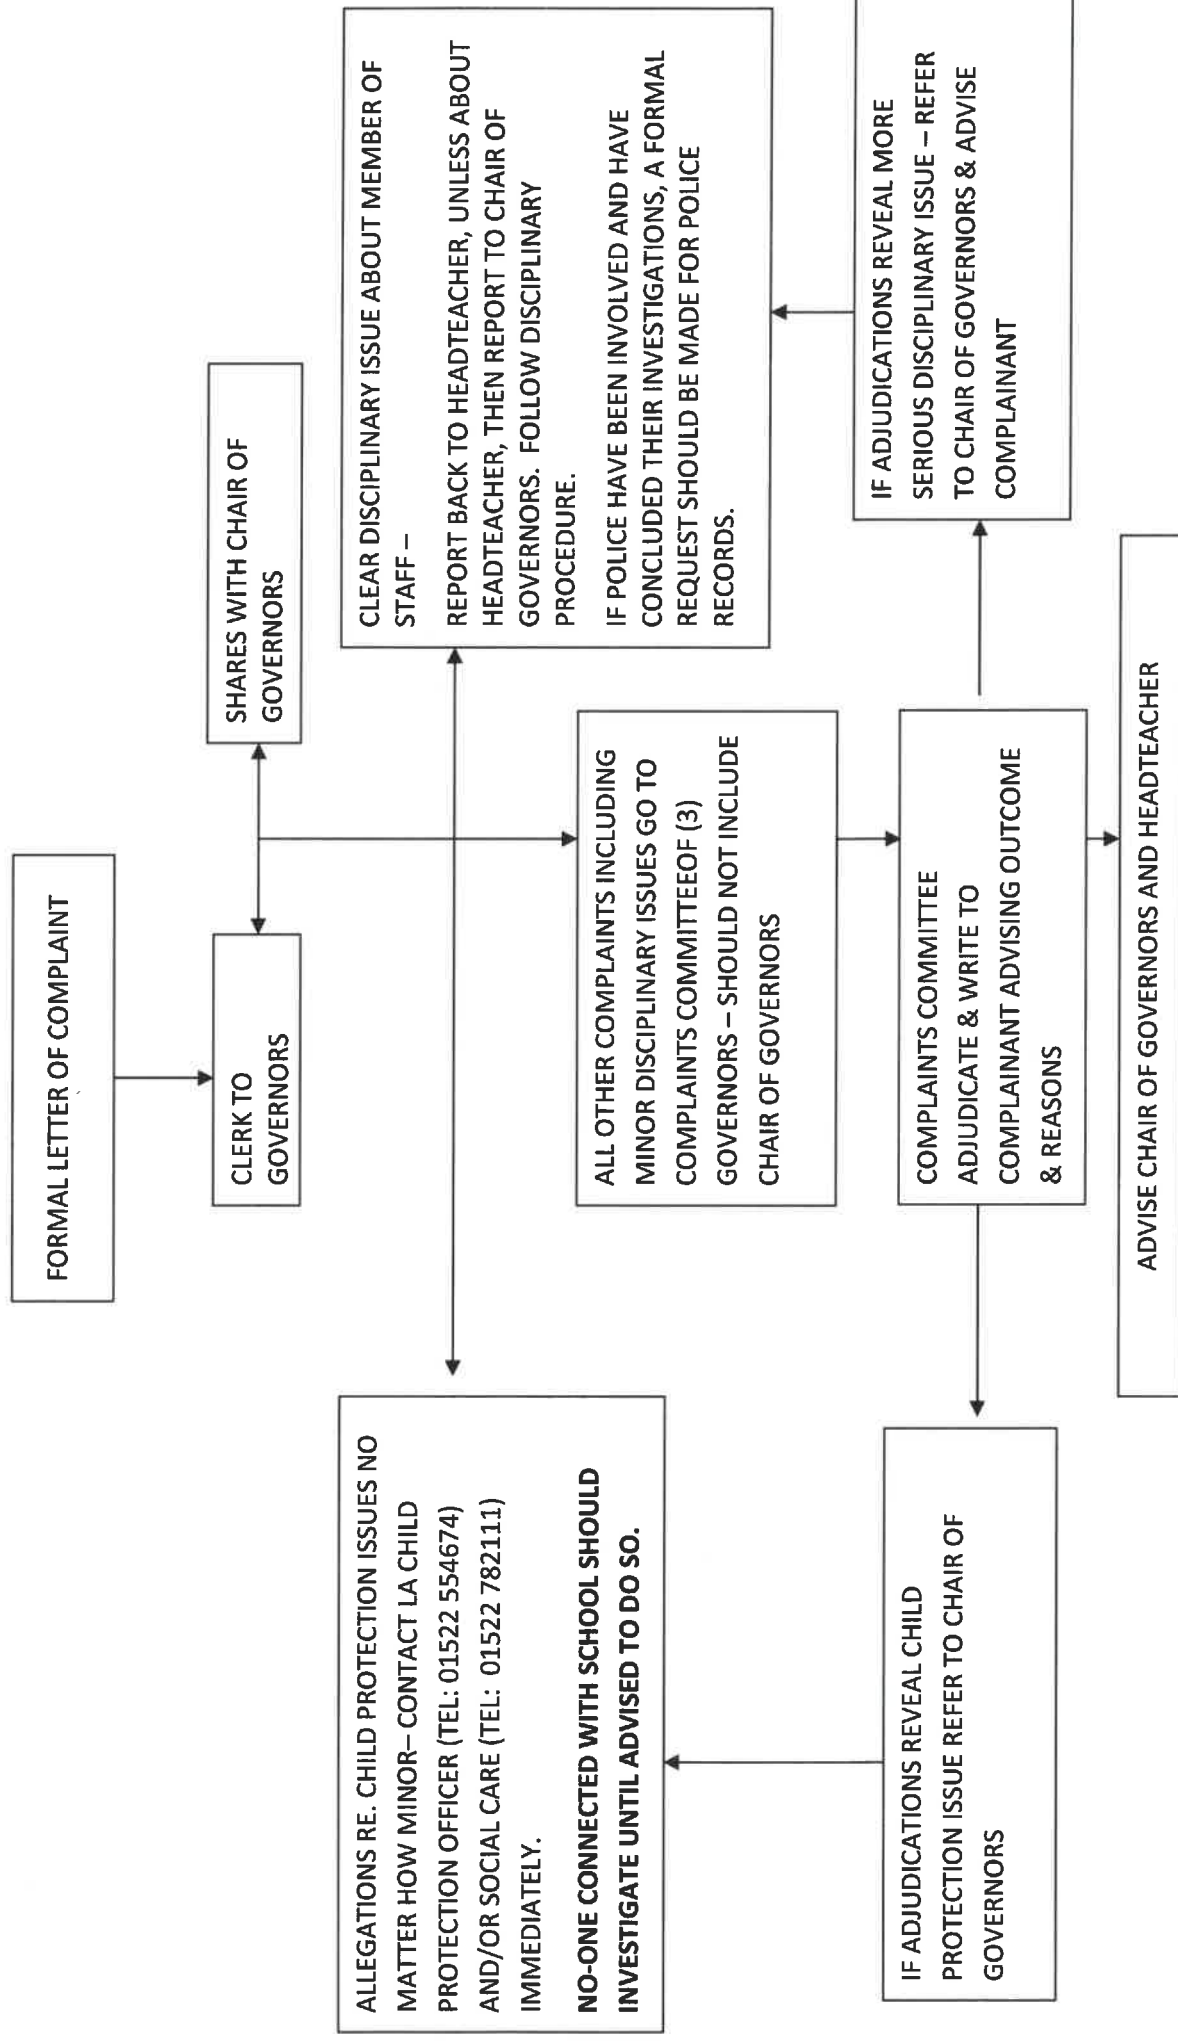 FORMAL LETTER OF COMPLAINT
CLERK TO
GOVERNORS
SHARES WITH CHAIR OF
GOVERNORS
ALLEGATIONS RE. CHILD PROTECTION ISSUES NO
MATTER HOW MINOR– CONTACT LA CHILD
PROTECTION OFFICER (TEL: 01522 554674)
AND/OR SOCIAL CARE (TEL: 01522 782111)
IMMEDIATELY.
NO-ONE CONNECTED WITH SCHOOL SHOULD
INVESTIGATE UNTIL ADVISED TO DO SO.
CLEAR DISCIPLINARY ISSUE ABOUT MEMBER OF
STAFF –
REPORT BACK TO HEADTEACHER, UNLESS ABOUT
HEADTEACHER, THEN REPORT TO CHAIR OF
GOVERNORS. FOLLOW DISCIPLINARY
PROCEDURE.
IF POLICE HAVE BEEN INVOLVED AND HAVE
CONCLUDED THEIR INVESTIGATIONS, A FORMAL
REQUEST SHOULD BE MADE FOR POLICE
RECORDS.
ALL OTHER COMPLAINTS INCLUDING
MINOR DISCIPLINARY ISSUES GO TO
COMPLAINTS COMMITTEEOF (3)
GOVERNORS – SHOULD NOT INCLUDE
CHAIR OF GOVERNORS
IF ADJUDICATIONS REVEAL CHILD
PROTECTION ISSUE REFER TO CHAIR OF
GOVERNORS
COMPLAINTS COMMITTEE
ADJUDICATE & WRITE TO
COMPLAINANT ADVISING OUTCOME
& REASONS
IF ADJUDICATIONS REVEAL MORE
SERIOUS DISCIPLINARY ISSUE – REFER
TO CHAIR OF GOVERNORS & ADVISE
COMPLAINANT
ADVISE CHAIR OF GOVERNORS AND HEADTEACHER